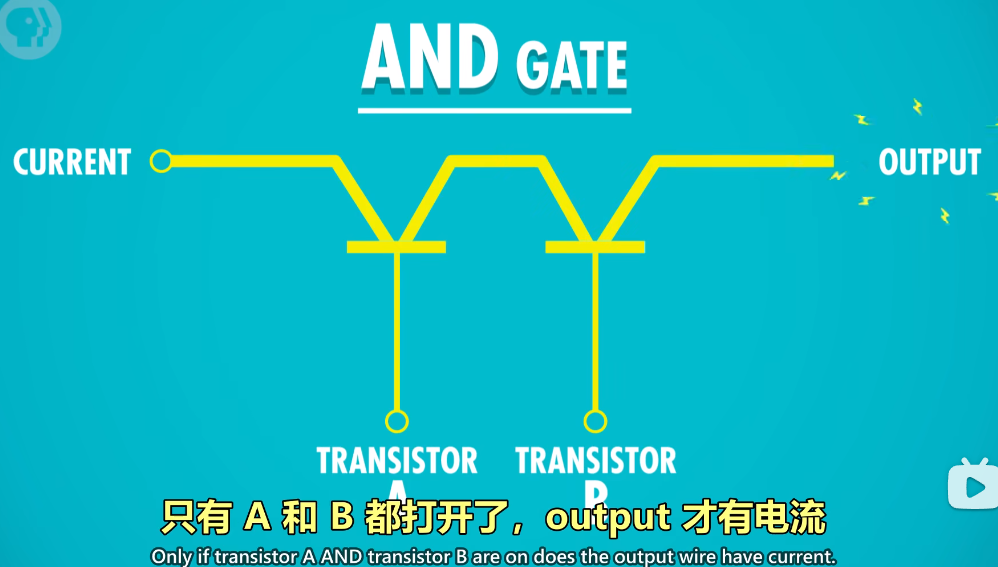 AND GATE
CURRENT
OUTPUT
TRANSISTOR TRANSISTOR
A B
只有 A 和 B 都打开了，output 才有电流
Only if transistor A AND transistor B are on does the output wire have current.